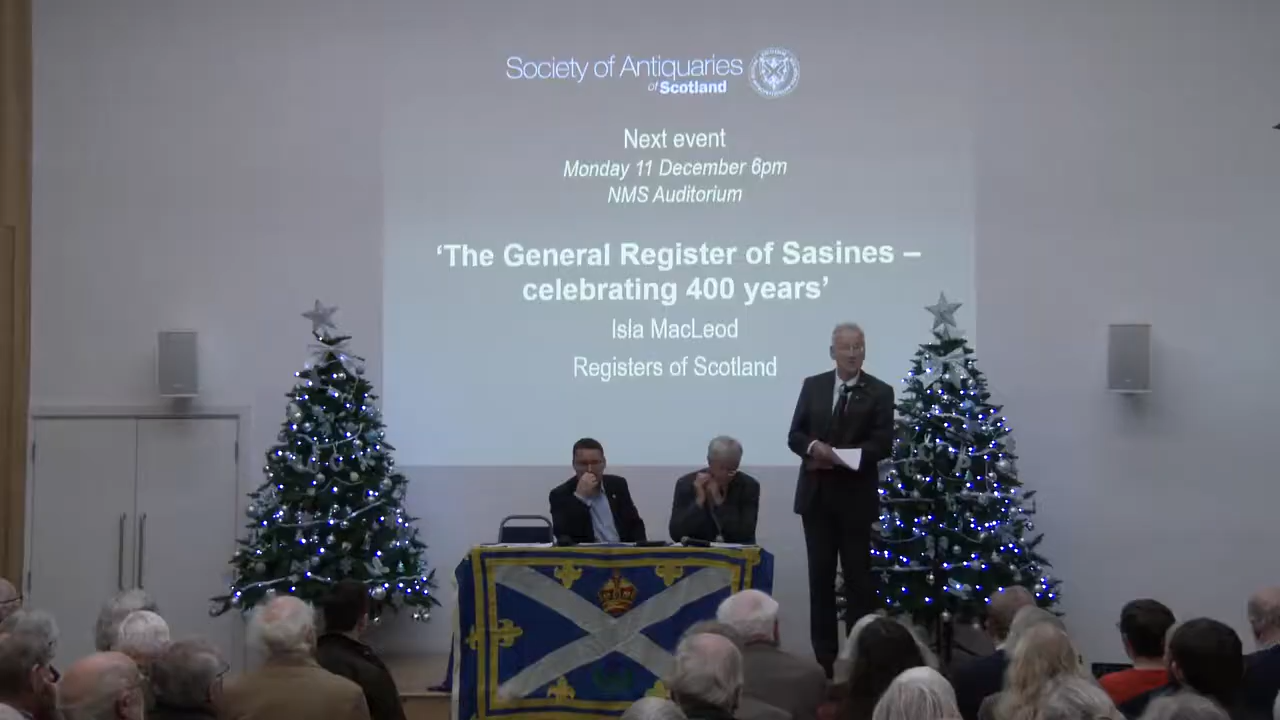 Society of Antiquaries
of Scotland
Next event
Monday 11 December 6pm
NMS Auditorium
‘The General Register of Sasines –
celebrating 400 years’
Isla MacLeod
Registers of Scotland